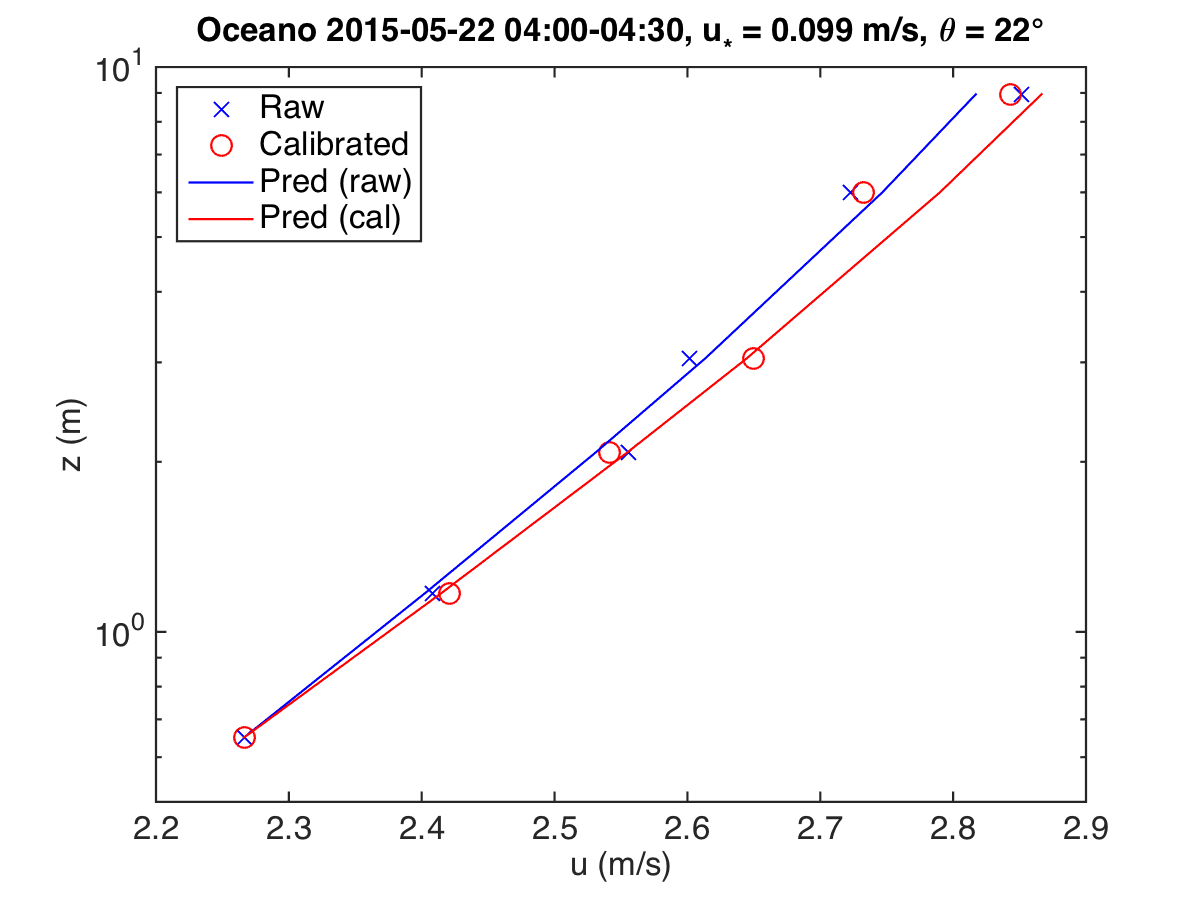 Oceano 2015-05-22 04:00-04:30, u* = 0.099 m/s, θ = 22°
10^1
Raw
Calibrated
Pred (raw)
Pred (cal)
z (m)
10^0
2.2 2.3 2.4 2.5 2.6 2.7 2.8 2.9
u (m/s)